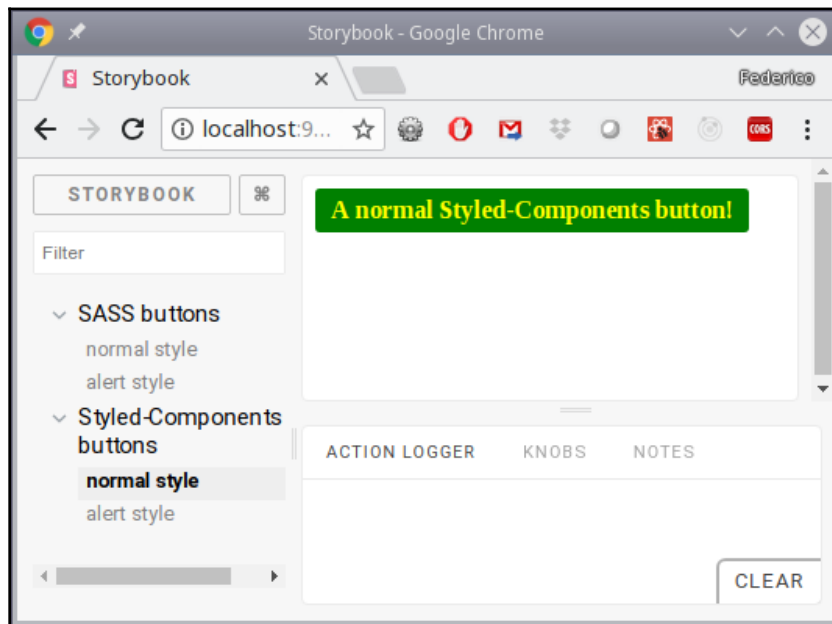 Storybook - Google Chrome
S Storybook
Federico
localhost:9...
CORS
STORYBOOK ⌘
A normal Styled-Components button!
Filter
SASS buttons
normal style
alert style
Styled-Components
buttons
normal style
alert style
ACTION LOGGER KNOBS NOTES
CLEAR